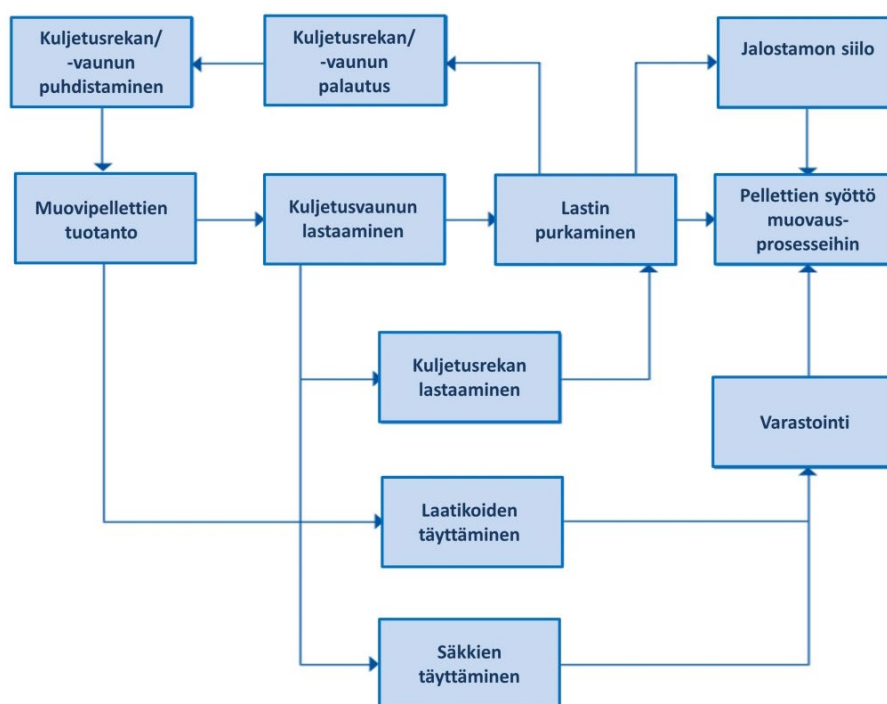 Kuljetusrekan/
-vaunun
puhdistaminen
Kuljetusrekan/
-vaunun
palautus
Jalostamon siilo
Muovipellettien
tuotanto
Kuljetusvaunun
lastaaminen
Lastin
purkaminen
Pellettien syöttö
muovaus-
prosesseihin
Kuljetusrekan
lastaaminen
Varastointi
Laatikoiden
täyttäminen
Säkkien
täyttäminen